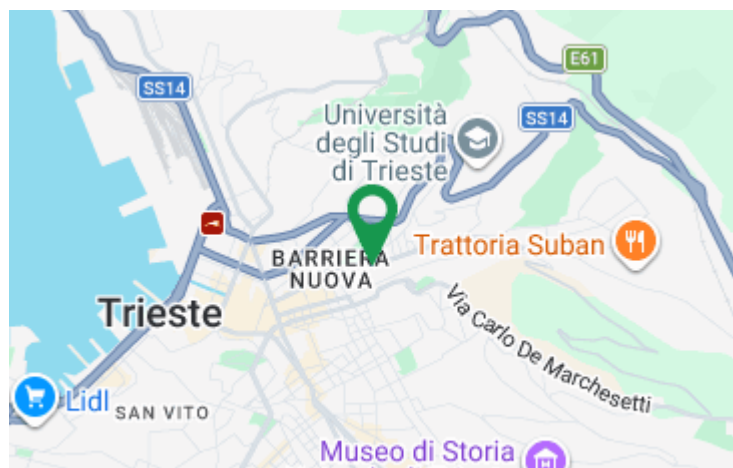 E61
SS14
Università
degli Studi
di Trieste
SS14
Trattoria Suban
BARRIERA
NUOVA
Trieste
Via Carlo De Marchesetti
Lidl
SAN VITO
Museo di Storia